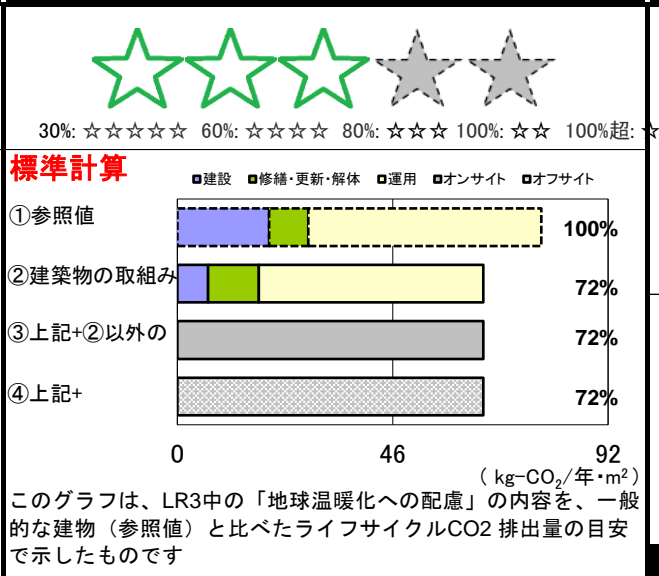 30%: ☆☆☆☆☆ 60%: ☆☆☆☆ 80%: ☆☆☆ 100%: ☆☆ 100%超: ☆
標準計算
建設 修繕・更新・解体 運用 オンサイト オフサイト
①参照値 100%
②建築物の取組み 72%
③上記+②以外の 72%
④上記+ 72%
0 46 92
( kg-CO₂/年・m² )
このグラフは、LR3中の「地球温暖化への配慮」の内容を、一般
的な建物（参照値）と比べたライフサイクルCO2 排出量の目安
で示したものです